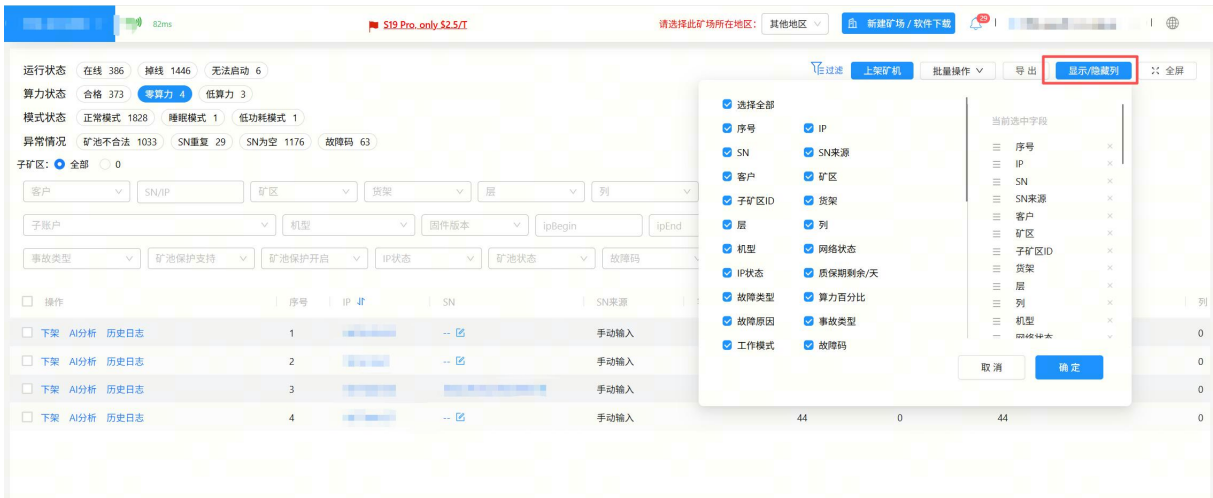 82ms S19 Pro, only $2.5/T 请选择此矿场所在地区： 其他地区 新建矿场 / 软件下载 29
运行状态 在线 386 掉线 1446 无法启动 6 过滤 上架矿机 批量操作 导出 显示/隐藏列 全屏
算力状态 合格 373 零算力 4 低算力 3
模式状态 正常模式 1828 睡眠模式 1 低功耗模式 1
异常情况 矿池不合法 1033 SN重复 29 SN为空 1176 故障码 63
子矿区： 全部 0
客户 SN/IP 矿区 货架 层 列
子账户 机型 固件版本 ipBegin ipEnd
事故类型 矿池保护支持 矿池保护开启 IP状态 矿池状态 故障码
选择全部
序号 IP
SN SN来源
客户 矿区
子矿区ID 货架
层 列
机型 网络状态
IP状态 质保期剩余/天
故障类型 算力百分比
故障原因 事故类型
工作模式 故障码
当前选中字段
序号
IP
SN
SN来源
客户
矿区
子矿区ID
货架
层
列
机型
网络状态
取消 确定
操作 序号 IP SN SN来源 列
下架 AI分析 历史日志 1 -- 手动输入 0
下架 AI分析 历史日志 2 -- 手动输入 0
下架 AI分析 历史日志 3 手动输入 0
下架 AI分析 历史日志 4 -- 手动输入 44 0 44 0